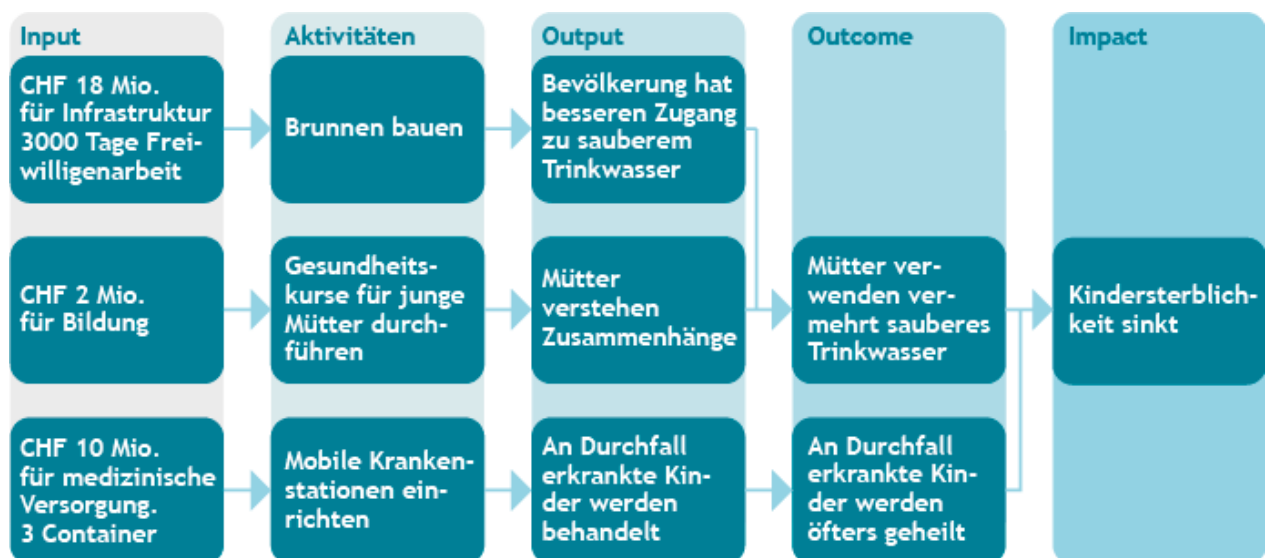 Input
Aktivitäten
Output
Outcome
Impact
CHF 18 Mio.
für Infrastruktur
3000 Tage Frei-
willigenarbeit
Brunnen bauen
Bevölkerung hat
besseren Zugang
zu sauberem
Trinkwasser
CHF 2 Mio.
für Bildung
Gesundheits-
kurse für junge
Mütter durch-
führen
Mütter
verstehen
Zusammenhänge
Mütter ver-
wenden ver-
mehrt sauberes
Trinkwasser
Kindersterblich-
keit sinkt
CHF 10 Mio.
für medizinische
Versorgung.
3 Container
Mobile Kranken-
stationen ein-
richten
An Durchfall
erkrankte Kin-
der werden
behandelt
An Durchfall
erkrankte Kin-
der werden
öfters geheilt